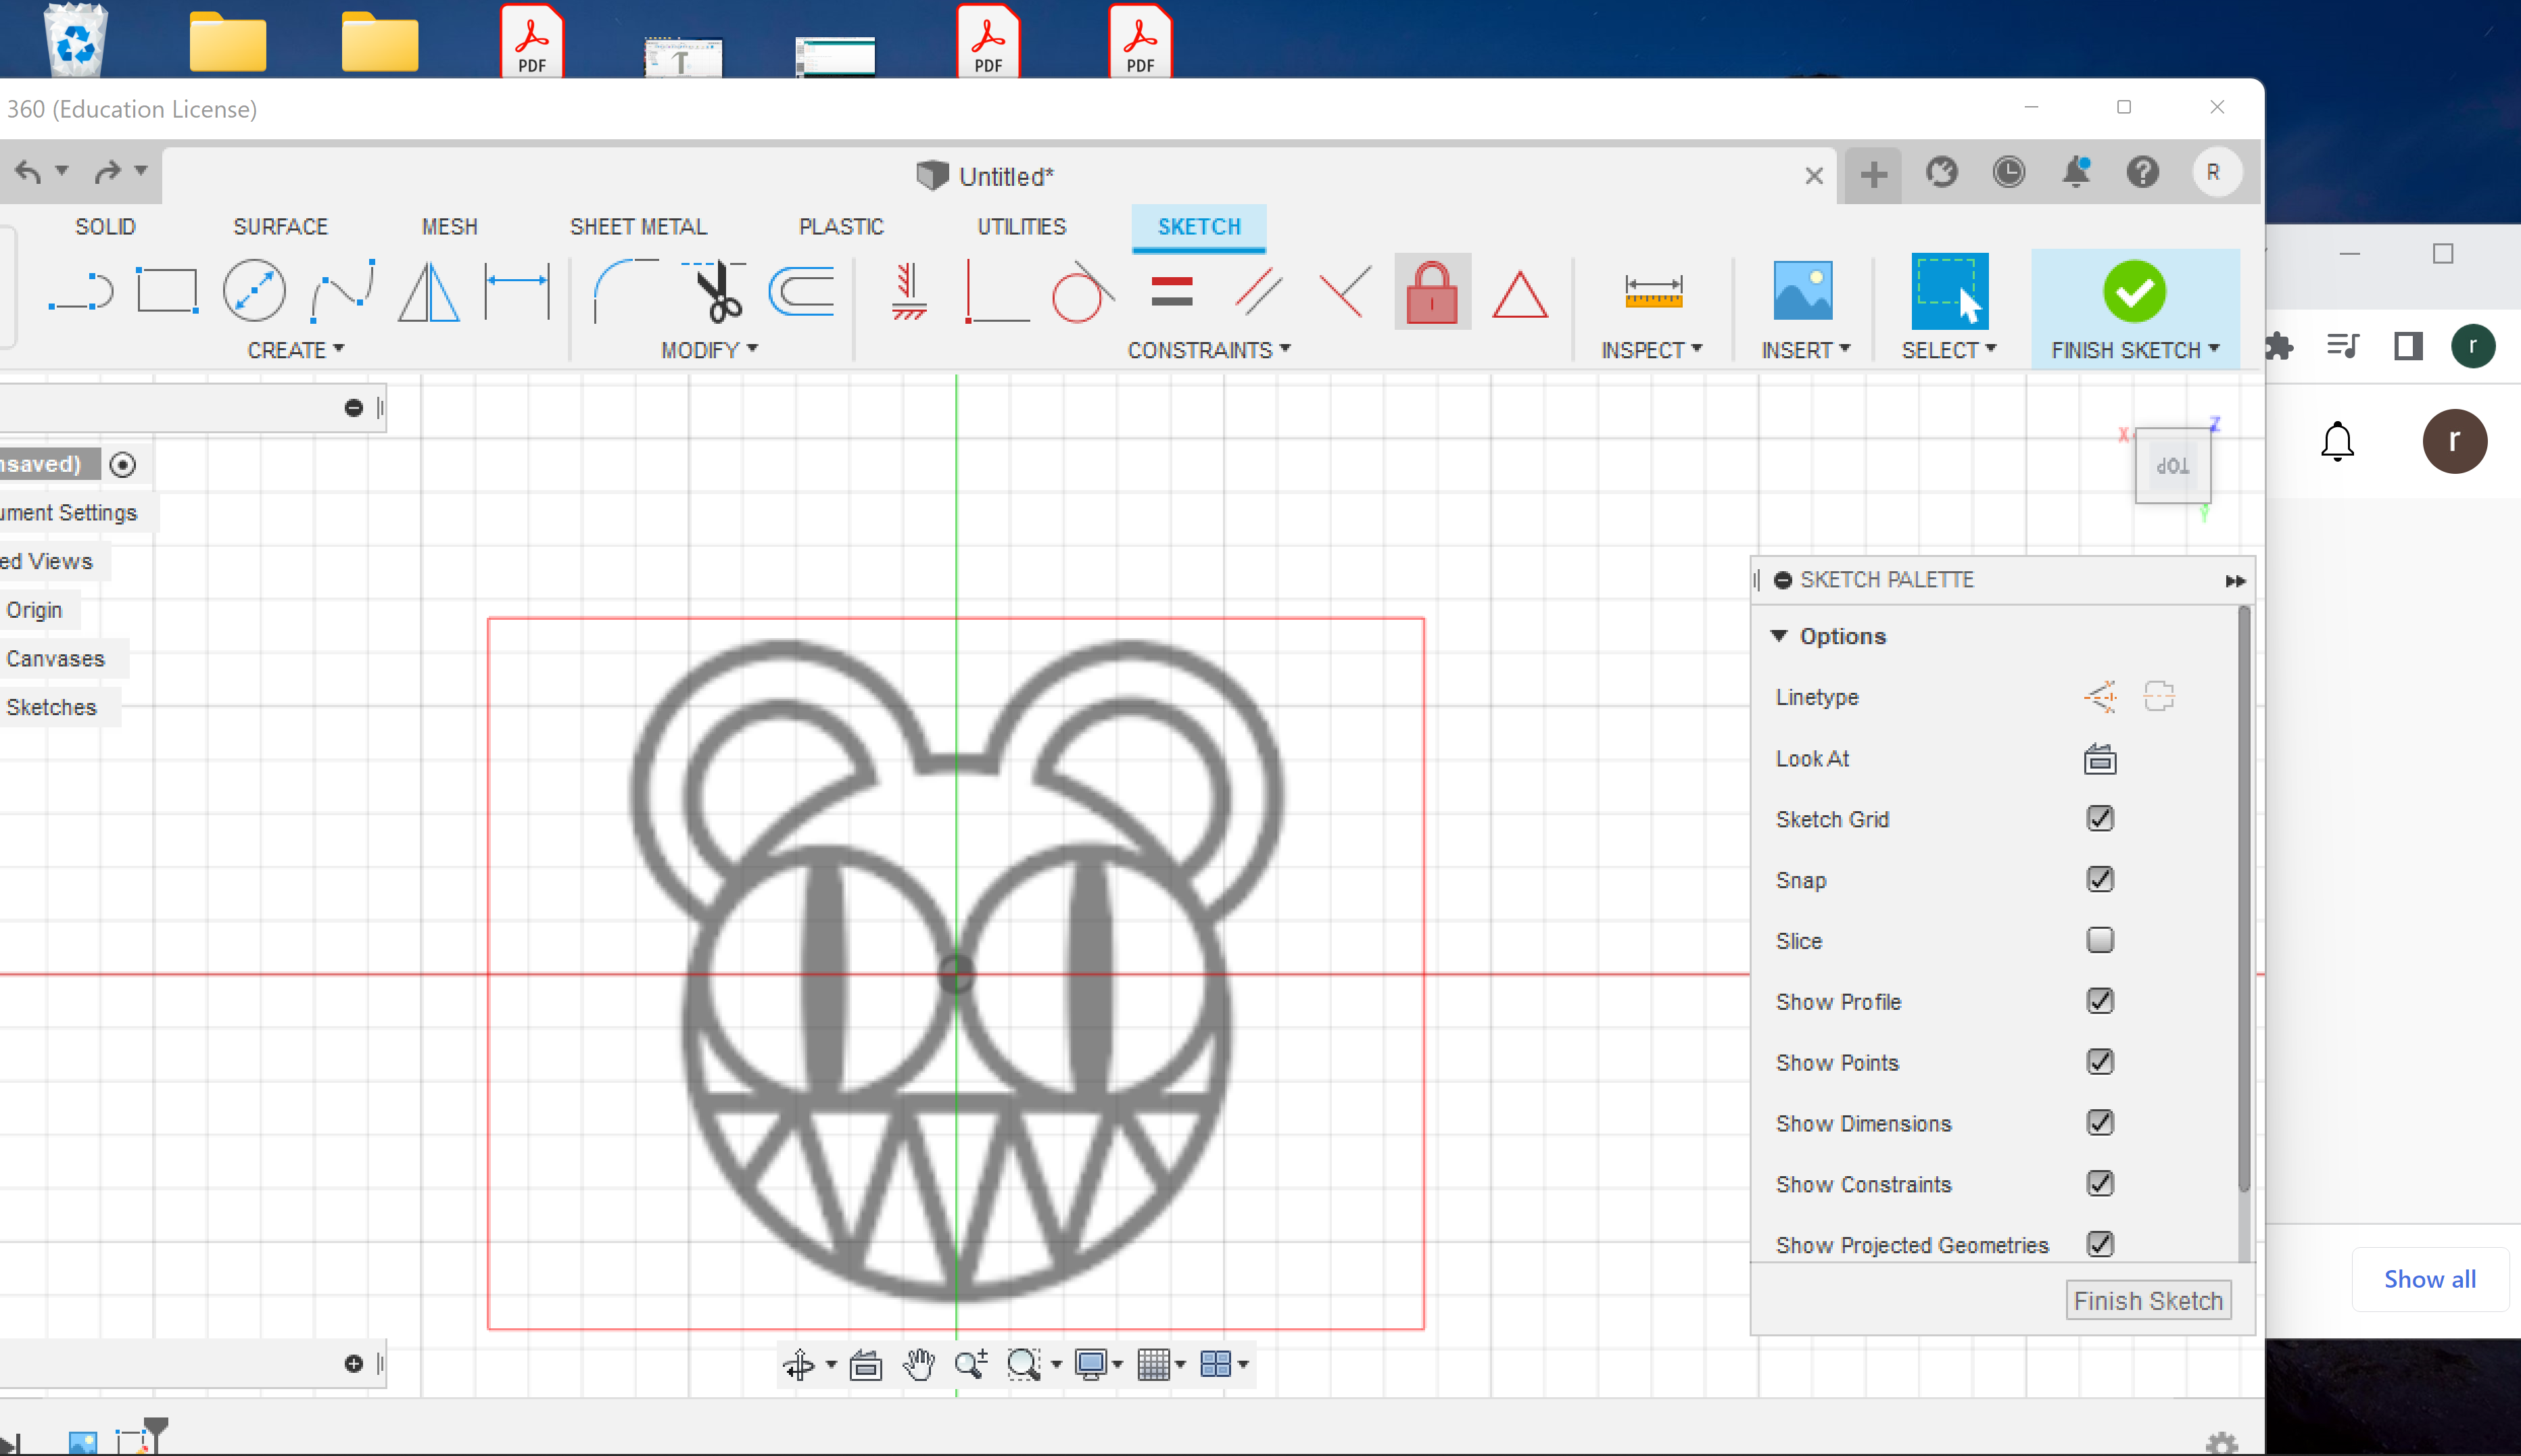 PDF
PDF
PDF
360 (Education License)
Untitled*
R
SOLID
SURFACE
MESH
SHEET METAL
PLASTIC
UTILITIES
SKETCH
CREATE
MODIFY
CONSTRAINTS
INSPECT
INSERT
SELECT
FINISH SKETCH
r
r
nsaved)
ument Settings
ed Views
Origin
Canvases
Sketches
X
Z
TOP
Y
SKETCH PALETTE
Options
Linetype
Look At
Sketch Grid
Snap
Slice
Show Profile
Show Points
Show Dimensions
Show Constraints
Show Projected Geometries
Finish Sketch
Show all